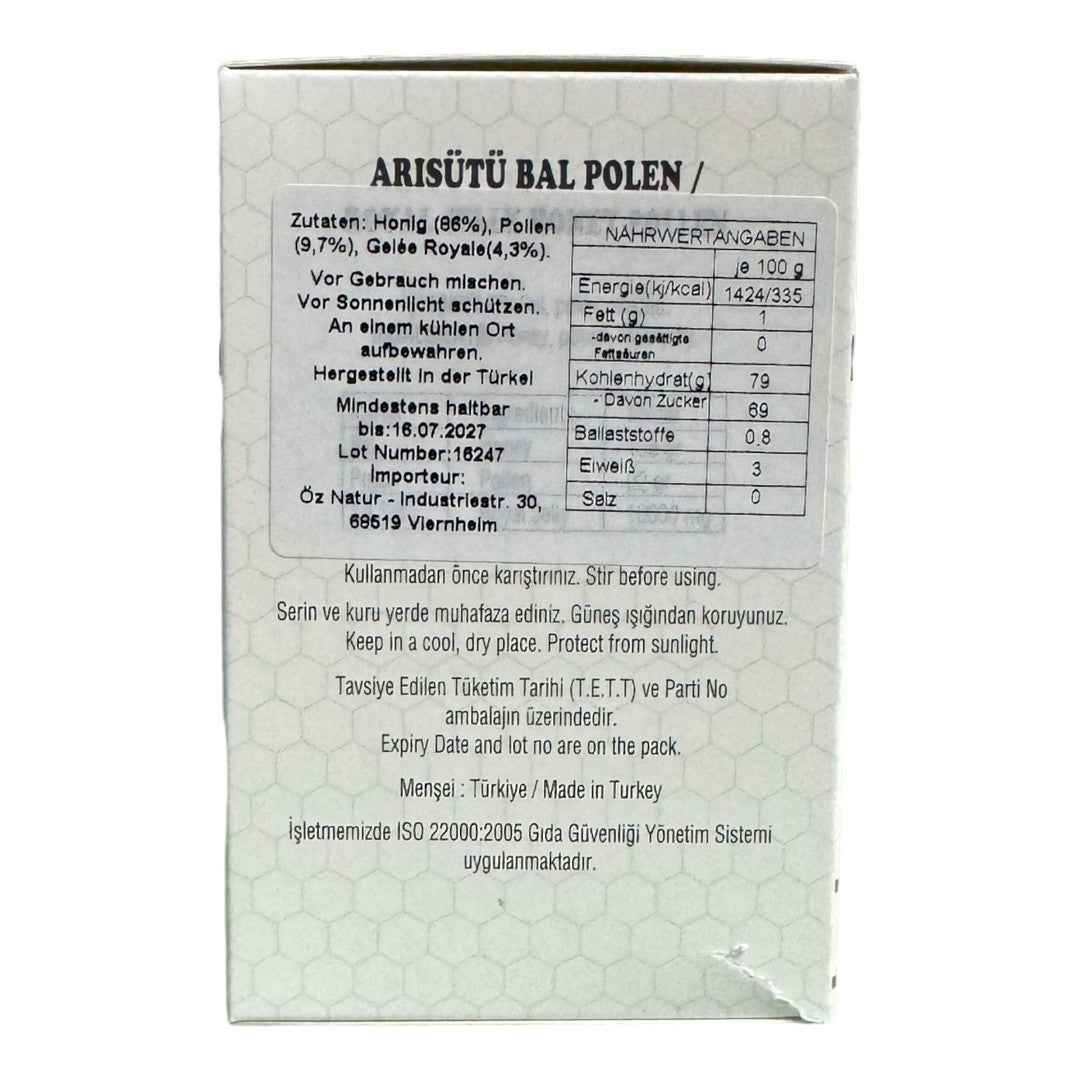 ARISÜTÜ BAL POLEN /
Zutaten: Honig (86%), Pollen
(9,7%), Gelée Royale(4,3%).
Vor Gebrauch mischen.
Vor Sonnenlicht schützen.
An einem kühlen Ort
aufbewahren.
Hergestellt in der Türkei
Mindestens haltbar
bis:16.07.2027
Lot Number:16247
İmporteur:
Öz Natur - Industriestr. 30,
68519 Viernheim
NÄHRWERTANGABEN
je 100 g
Energie(kj/kcal) 1424/335
Fett (g) 1
-davon gesättigte
Fettsäuren 0
Kohlenhydrat(g) 79
- Davon Zucker 69
Ballaststoffe 0,8
Eiweiß 3
Salz 0
Kullanmadan önce karıştırınız. Stir before using.
Serin ve kuru yerde muhafaza ediniz. Güneş ışığından koruyunuz.
Keep in a cool, dry place. Protect from sunlight.
Tavsiye Edilen Tüketim Tarihi (T.E.T.T) ve Parti No
ambalajın üzerindedir.
Expiry Date and lot no are on the pack.
Menşei : Türkiye / Made in Turkey
İşletmemizde ISO 22000:2005 Gıda Güvenliği Yönetim Sistemi
uygulanmaktadır.